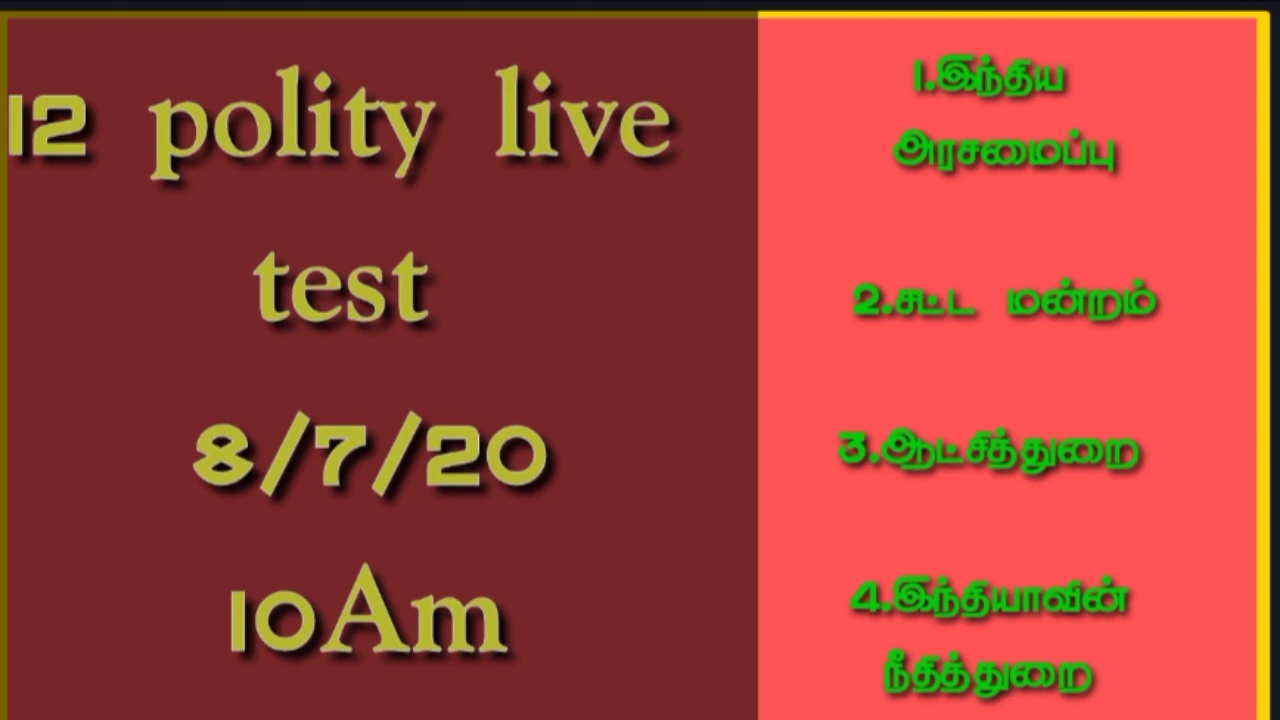 12 polity live
test
8/7/20
10Am
1.இந்திய
அரசமைப்பு
2.சட்ட மன்றம்
3.ஆட்சித்துறை
4.இந்தியாவின்
நீதித்துறை